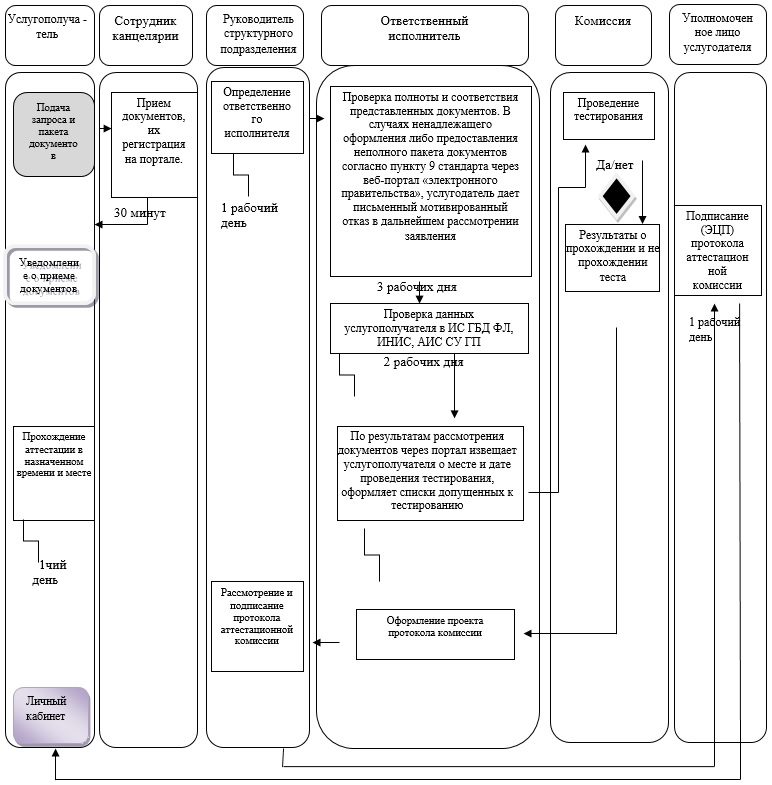 Услугополуча -
тель
Сотрудник
канцелярии
Руководитель
структурного
подразделения
Ответственный
исполнитель
Комиссия
Уполномочен
ное лицо
услугодателя
Подача
запроса и
пакета
документо
в
Прием
документов,
их
регистрация
на портале.
30 минут
Уведомлени
е о приеме
документов
Определение
ответственно
го
исполнителя
1 рабочий
день
Проверка полноты и соответствия
представленных документов. В
случаях ненадлежащего
оформления либо предоставления
неполного пакета документов
согласно пункту 9 стандарта через
веб-портал «электронного
правительства», услугодатель дает
письменный мотивированный
отказ в дальнейшем рассмотрении
заявления
3 рабочих дня
Проверка данных
услугополучателя в ИС ГБД ФЛ,
ИНИС, АИС СУ ГП
2 рабочих дня
По результатам рассмотрения
документов через портал извещает
услугополучателя о месте и дате
проведения тестирования,
оформляет списки допущенных к
тестированию
Проведение
тестирования
Да/нет
Результаты о
прохождении и не
прохождении
теста
Подписание
(ЭЦП)
протокола
аттестацион
ной
комиссии
1 рабочий
день
Прохождение
аттестации в
назначенном
времени и месте
1чий
день
Рассмотрение и
подписание
протокола
аттестационной
комиссии
Оформление проекта
протокола комиссии
Личный
кабинет